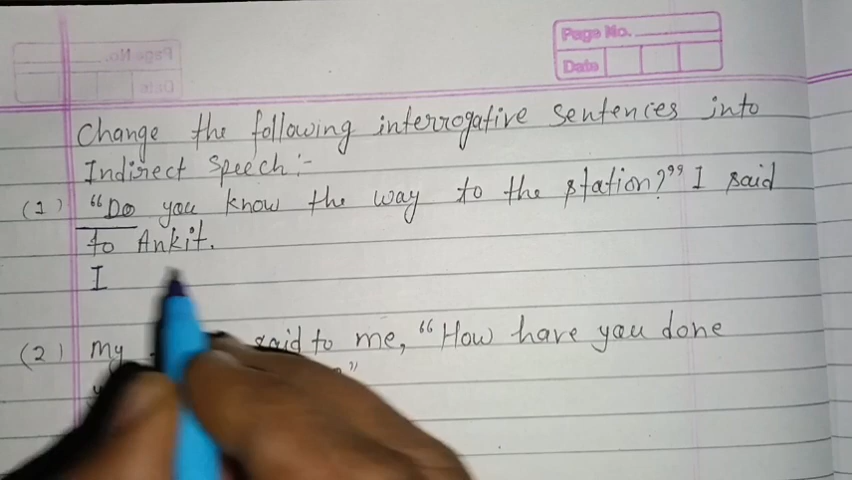 Page No.
Date
Change the following interrogative sentences into
Indirect speech:-
(1) "Do you know the way to the station?" I said
to Ankit.
I
(2) My said to me, "How have you done